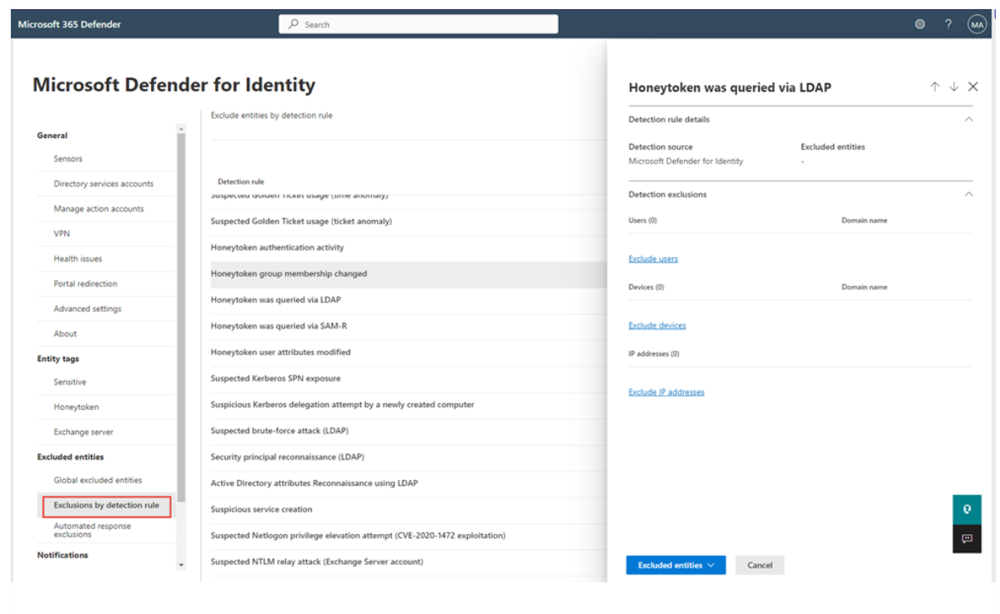 Microsoft 365 Defender
Search
?
MA
Microsoft Defender for Identity
General
Sensors
Directory services accounts
Manage action accounts
VPN
Health issues
Portal redirection
Advanced settings
About
Entity tags
Sensitive
Honeytoken
Exchange server
Excluded entities
Global excluded entities
Exclusions by detection rule
Automated response
exclusions
Notifications
Exclude entities by detection rule
Detection rule
Suspected Golden Ticket usage (time anomaly)
Suspected Golden Ticket usage (ticket anomaly)
Honeytoken authentication activity
Honeytoken group membership changed
Honeytoken was queried via LDAP
Honeytoken was queried via SAM-R
Honeytoken user attributes modified
Suspected Kerberos SPN exposure
Suspicious Kerberos delegation attempt by a newly created computer
Suspected brute-force attack (LDAP)
Security principal reconnaissance (LDAP)
Active Directory attributes Reconnaissance using LDAP
Suspicious service creation
Suspected Netlogon privilege elevation attempt (CVE-2020-1472 exploitation)
Suspected NTLM relay attack (Exchange Server account)
Honeytoken was queried via LDAP
Detection rule details
Detection source Excluded entities
Microsoft Defender for Identity -
Detection exclusions
Users (0) Domain name
Exclude users
Devices (0) Domain name
Exclude devices
IP addresses (0)
Exclude IP addresses
Excluded entities Cancel